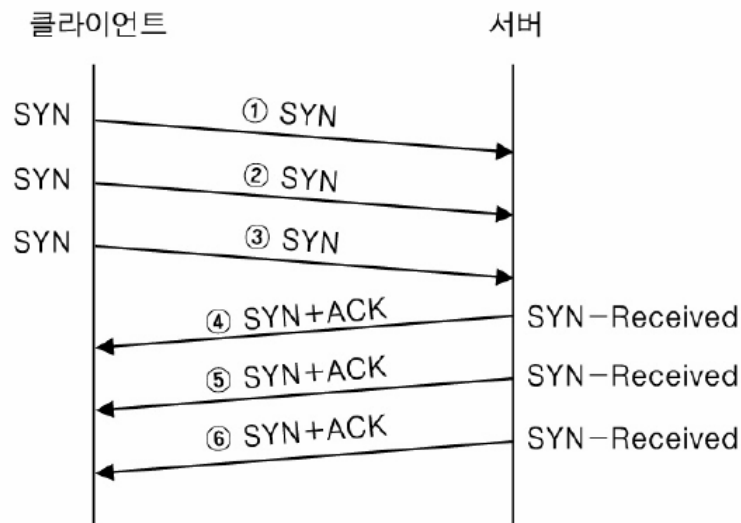 클라이언트 서버
SYN ① SYN
SYN ② SYN
SYN ③ SYN
④ SYN+ACK SYN-Received
⑤ SYN+ACK SYN-Received
⑥ SYN+ACK SYN-Received